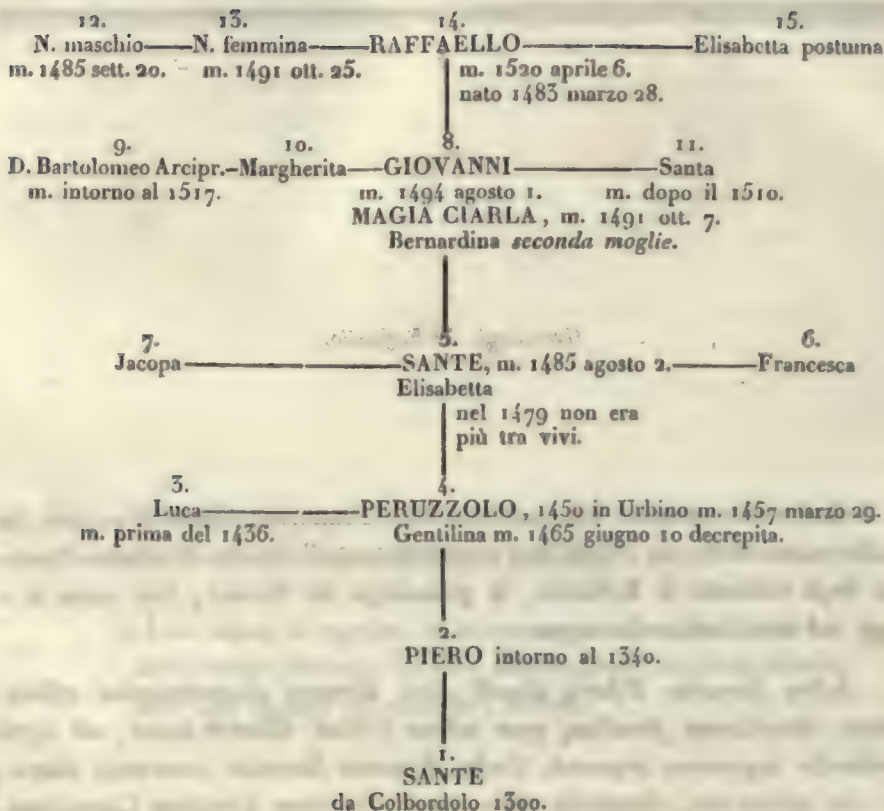 12. 13. 14. 15.
N. maschio—N. femmina—RAFFAELLO—Elisabetta postuma
m. 1485 sett. 20. m. 1491 ott. 25. m. 1520 aprile 6.
nato 1483 marzo 28.
9. 10. 8. 11.
D. Bartolomeo Arcipr.-Margherita—GIOVANNI—Santa
m. intorno al 1517. m. 1494 agosto 1. m. dopo il 1510.
MAGIA CIARLA, m. 1491 ott. 7.
Bernardina seconda moglie.
7. 5. 6.
Jacopa—SANTE, m. 1485 agosto 2.—Francesca
Elisabetta
nel 1479 non era
più tra vivi.
3. 4.
Luca—PERUZZOLO, 1450 in Urbino m. 1457 marzo 29.
m. prima del 1436. Gentilina m. 1465 giugno 10 decrepita.
2.
PIERO intorno al 1340.
1.
SANTE
da Colbordolo 1300.